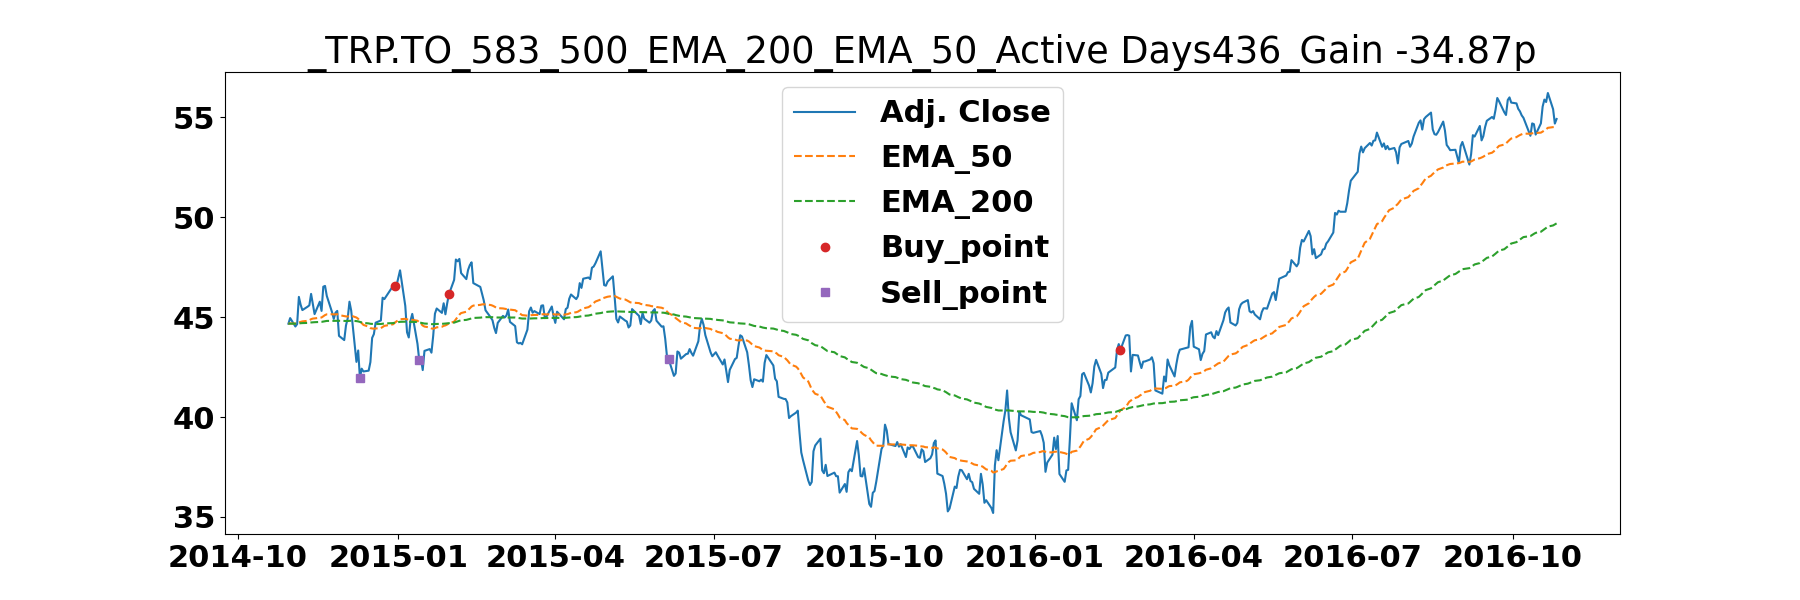 _TRP.TO_583_500_EMA_200_EMA_50_Active Days436_Gain -34.87p
Adj. Close
EMA_50
EMA_200
Buy_point
Sell_point
55
50
45
40
35
2014-10 2015-01 2015-04 2015-07 2015-10 2016-01 2016-04 2016-07 2016-10